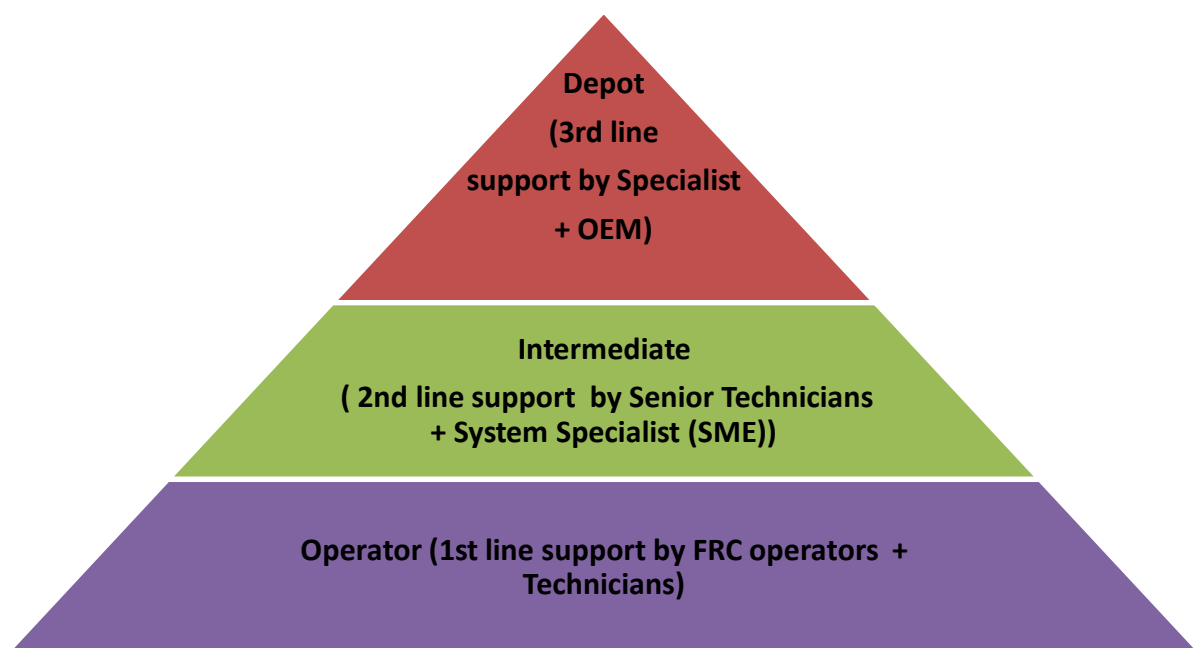 Depot
(3rd line
support by Specialist
+ OEM)
Intermediate
( 2nd line support  by Senior Technicians
+ System Specialist (SME))
Operator (1st line support by FRC operators  +
Technicians)